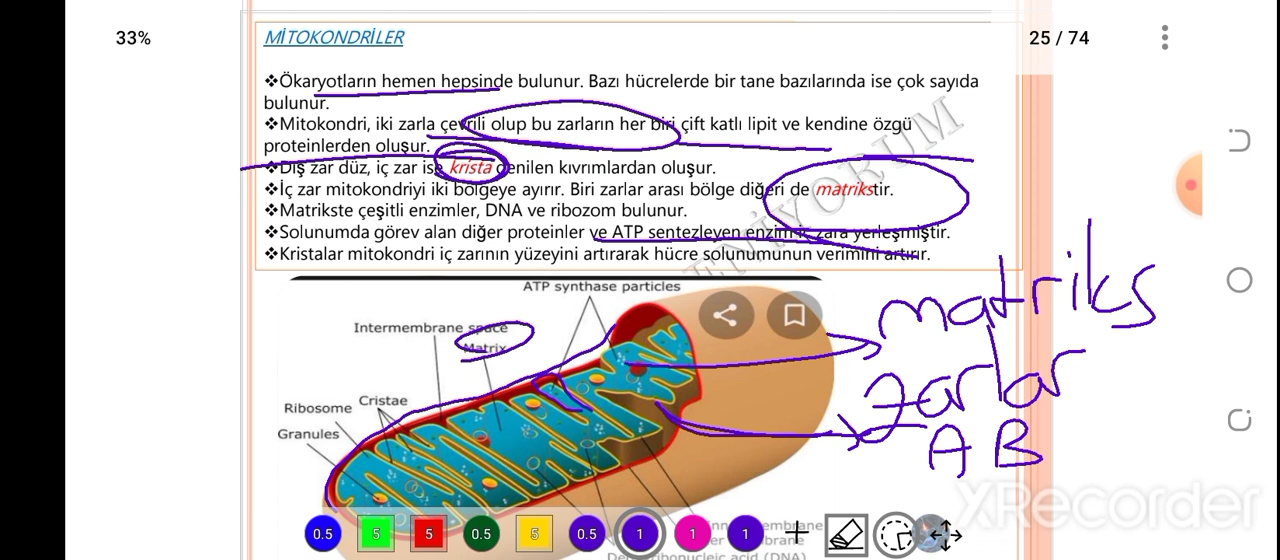 33%
MİTOKONDRİLER
25 / 74
❖Ökaryotların hemen hepsinde bulunur. Bazı hücrelerde bir tane bazılarında ise çok sayıda
bulunur.
❖Mitokondri, iki zarla çevrili olup bu zarların her biri çift katlı lipit ve kendine özgü
proteinlerden oluşur.
❖Dış zar düz, iç zar ise krista denilen kıvrımlardan oluşur.
❖İç zar mitokondriyi iki bölgeye ayırır. Biri zarlar arası bölge diğeri de matrikstir.
❖Matrikste çeşitli enzimler, DNA ve ribozom bulunur.
❖Solunumda görev alan diğer proteinler ve ATP sentezleyen enzim iç zara yerleşmiştir.
❖Kristalar mitokondri iç zarının yüzeyini artırarak hücre solunumunun verimini artırır.
ENİYORUM
ATP synthase particles
Intermembrane space
Matrix
Cristae
Ribosome
Granules
matriks
zarlar
A B
0.5 5 5 0.5 5 0.5 1 1 1
XRecorder